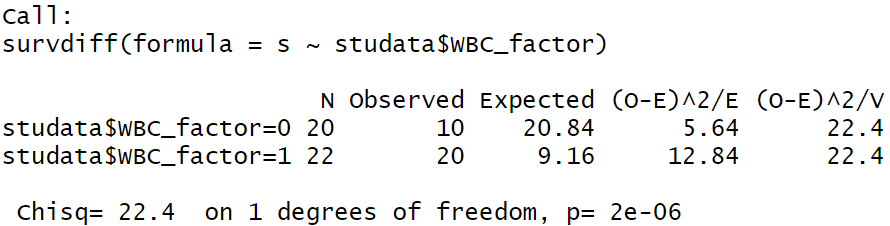 Call:
survdiff(formula = s ~ studata$WBC_factor)
N Observed Expected (O-E)^2/E (O-E)^2/V
studata$WBC_factor=0 20 10 20.84 5.64 22.4
studata$WBC_factor=1 22 20 9.16 12.84 22.4
Chisq= 22.4 on 1 degrees of freedom, p= 2e-06